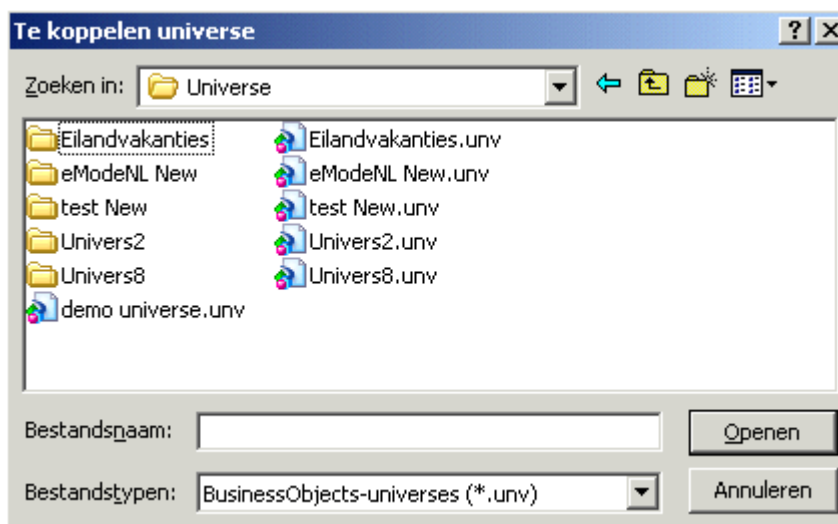 Te koppelen universe
Zoeken in: Universe
Eilandvakanties Eilandvakanties.unv
eModeNL New eModeNL New.unv
test New test New.unv
Univers2 Univers2.unv
Univers8 Univers8.unv
demo universe.unv
Bestandsnaam: Openen
Bestandstypen: BusinessObjects-universes (*.unv) Annuleren